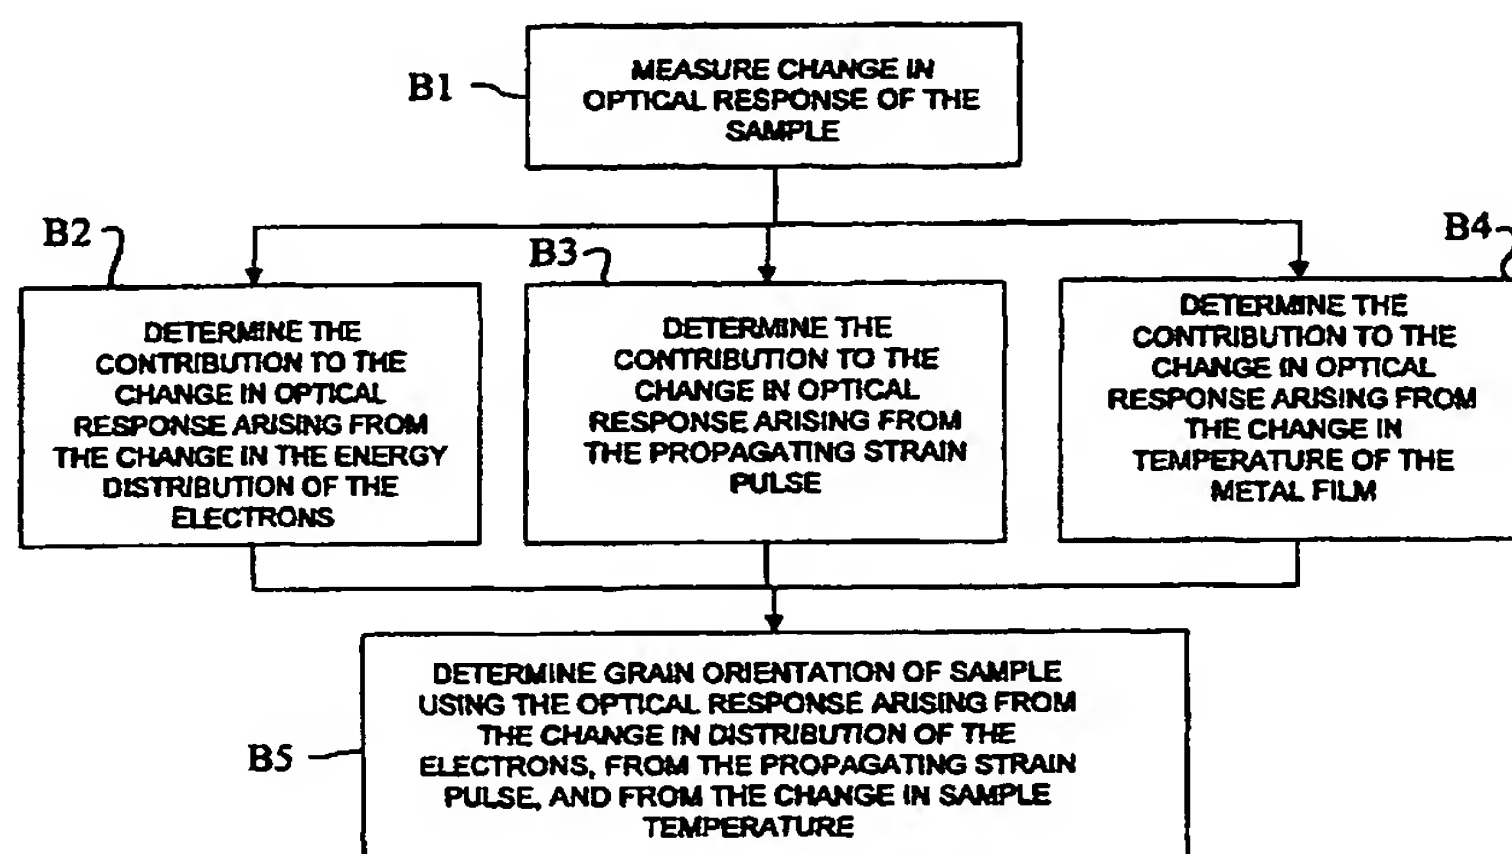 B1
MEASURE CHANGE IN
OPTICAL RESPONSE OF THE
SAMPLE
B2
DETERMINE THE
CONTRIBUTION TO THE
CHANGE IN OPTICAL
RESPONSE ARISING FROM
THE CHANGE IN THE ENERGY
DISTRIBUTION OF THE
ELECTRONS
B3
DETERMINE THE
CONTRIBUTION TO THE
CHANGE IN OPTICAL
RESPONSE ARISING FROM
THE PROPAGATING STRAIN
PULSE
B4
DETERMINE THE
CONTRIBUTION TO THE
CHANGE IN OPTICAL
RESPONSE ARISING FROM
THE CHANGE IN
TEMPERATURE OF THE
METAL FILM
B5
DETERMINE GRAIN ORIENTATION OF SAMPLE
USING THE OPTICAL RESPONSE ARISING FROM
THE CHANGE IN DISTRIBUTION OF THE
ELECTRONS, FROM THE PROPAGATING STRAIN
PULSE, AND FROM THE CHANGE IN SAMPLE
TEMPERATURE